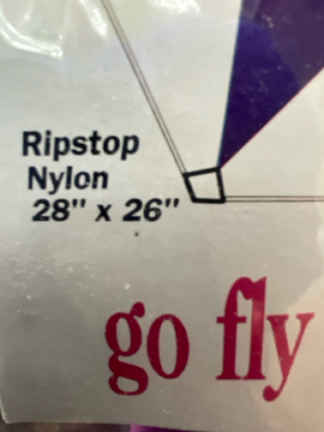 Ripstop
Nylon
28" x 26"
go fly